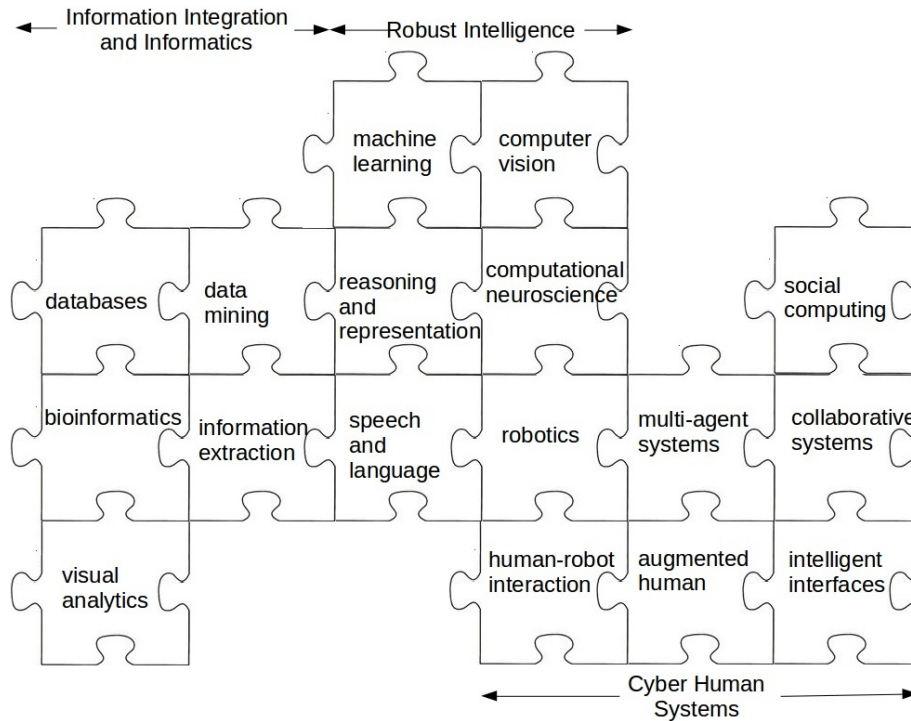 Information Integration
and Informatics
Robust Intelligence
machine
learning
computer
vision
databases
data
mining
reasoning
and
representation
computational
neuroscience
social
computing
bioinformatics
information
extraction
speech
and
language
robotics
multi-agent
systems
collaborative
systems
visual
analytics
human-robot
interaction
augmented
human
intelligent
interfaces
Cyber Human
Systems